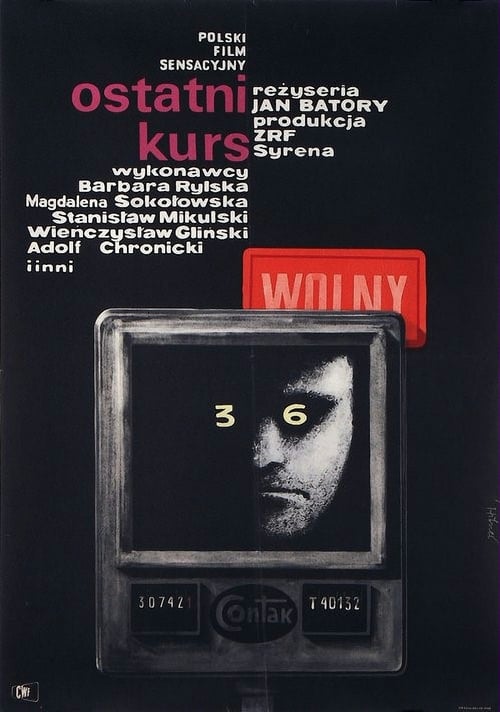 POLSKI
FILM
SENSACYJNY
ostatni
kurs
reżyseria
JAN BATORY
produkcja
ZRF
Syrena
wykonawcy
Barbara Rylska
Magdalena Sokołowska
Stanisław Mikulski
Wieńczysław Gliński
Adolf Chronicki
i inni
WOLNY
3 6
307421
Contak
T40132
CWF